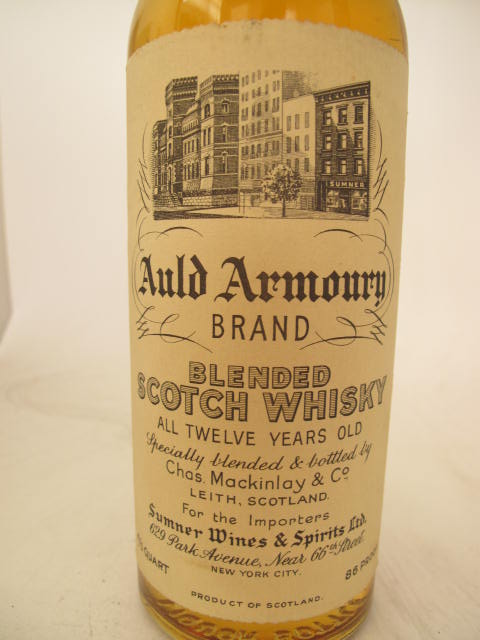 SUMNER
Auld Armoury
BRAND
BLENDED
SCOTCH WHISKY
ALL TWELVE YEARS OLD
Specially blended & bottled by
Chas. Mackinlay & Co
LEITH, SCOTLAND.
For the Importers
Sumner Wines & Spirits Ltd.
629 Park Avenue, Near 66th Street
NEW YORK CITY.
QUART
86 PROOF
PRODUCT OF SCOTLAND.